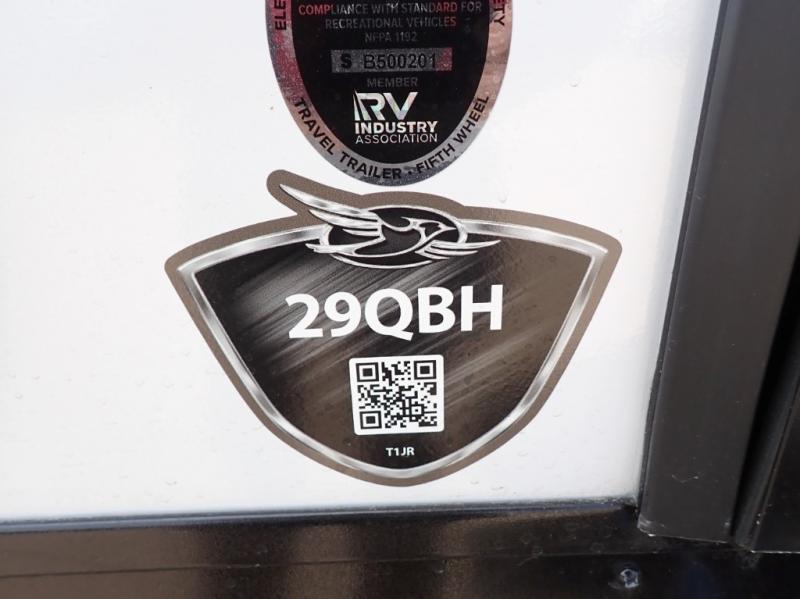 COMPLIANCE WITH STANDARD FOR
RECREATIONAL VEHICLES
NFPA 1192
S B500201
MEMBER
RV
INDUSTRY
ASSOCIATION
TRAVEL TRAILER • FIFTH WHEEL
29QBH
T1JR